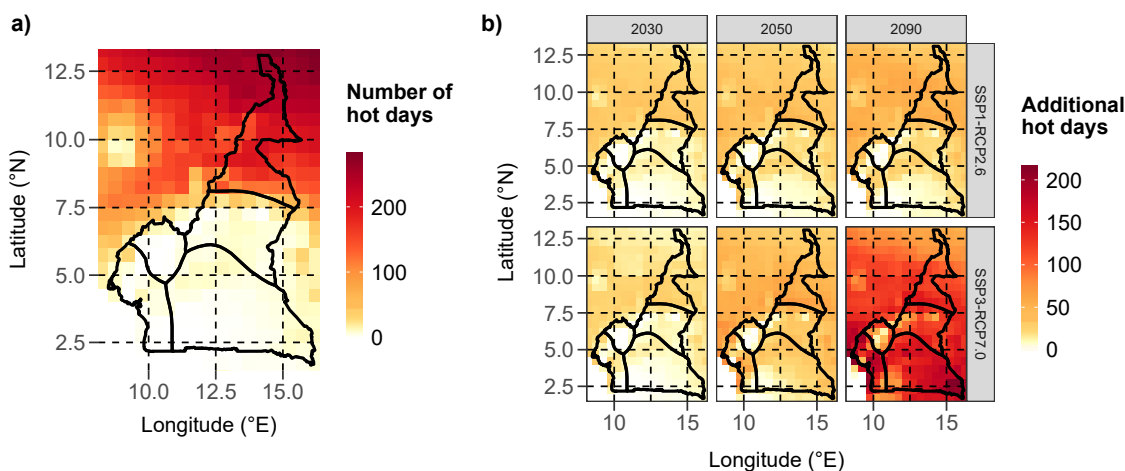 a)
12.5
10.0
7.5
5.0
2.5
Latitude (°N)
10.0 12.5 15.0
Longitude (°E)
Number of
hot days
200
100
0
b)
2030 2050 2090
12.5
10.0
7.5
5.0
2.5
SSP1-RCP2.6
12.5
10.0
7.5
5.0
2.5
SSP3-RCP7.0
Latitude (°N)
10 15 10 15 10 15
Longitude (°E)
Additional
hot days
200
150
100
50
0